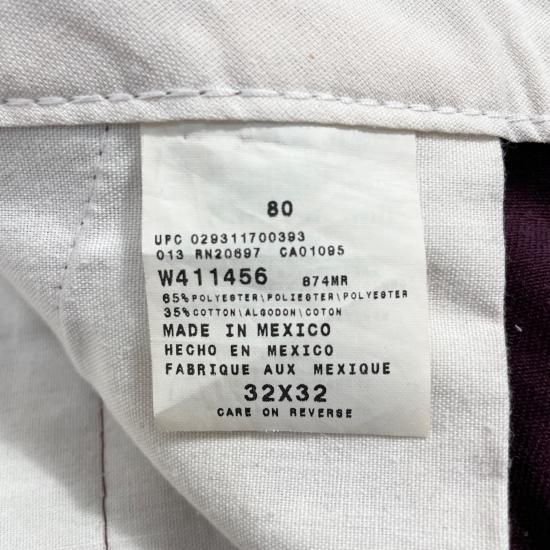 80
UPC 029311700393
013 RN20697 CA01095
W411456 874MR
65%POLYESTER\POLIESTER\POLYESTER
35%COTTON\ALGODON\COTON
MADE IN MEXICO
HECHO EN MEXICO
FABRIQUE AUX MEXIQUE
32X32
CARE ON REVERSE